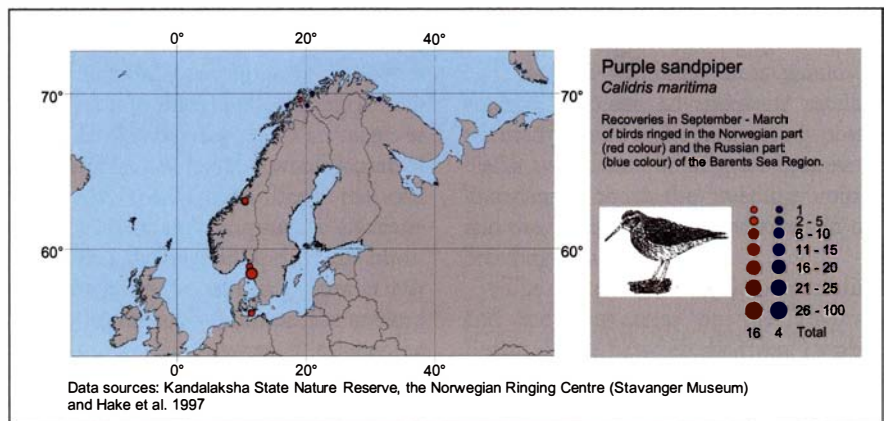 0° 20° 40°
70° 70°
60° 60°
0° 20° 40°
Purple sandpiper
Calidris maritima
Recoveries in September - March
of birds ringed in the Norwegian part
(red colour) and the Russian part
(blue colour) of the Barents Sea Region.
1
2 - 5
6 - 10
11 - 15
16 - 20
21 - 25
26 - 100
16 4 Total
Data sources: Kandalaksha State Nature Reserve, the Norwegian Ringing Centre (Stavanger Museum)
and Hake et al. 1997